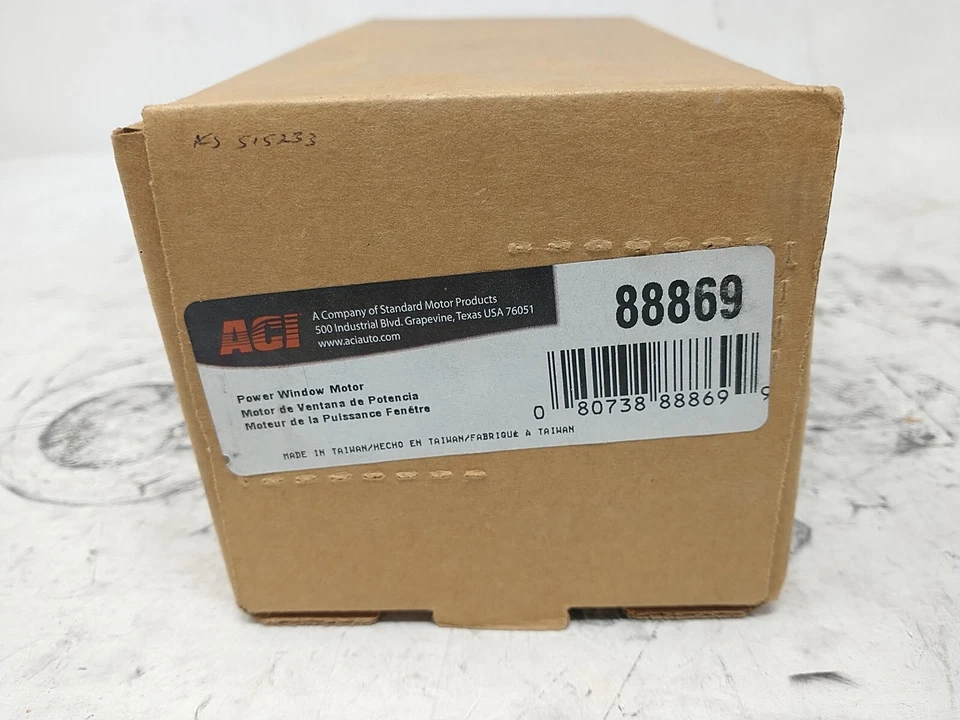 KS 515233
ACI
A Company of Standard Motor Products
500 Industrial Blvd. Grapevine, Texas USA 76051
www.aciauto.com
88869
Power Window Motor
Motor de Ventana de Potencia
Moteur de la Puissance Fenêtre
0 80738 88869 9
MADE IN TAIWAN/HECHO EN TAIWAN/FABRIQUÉ À TAIWAN